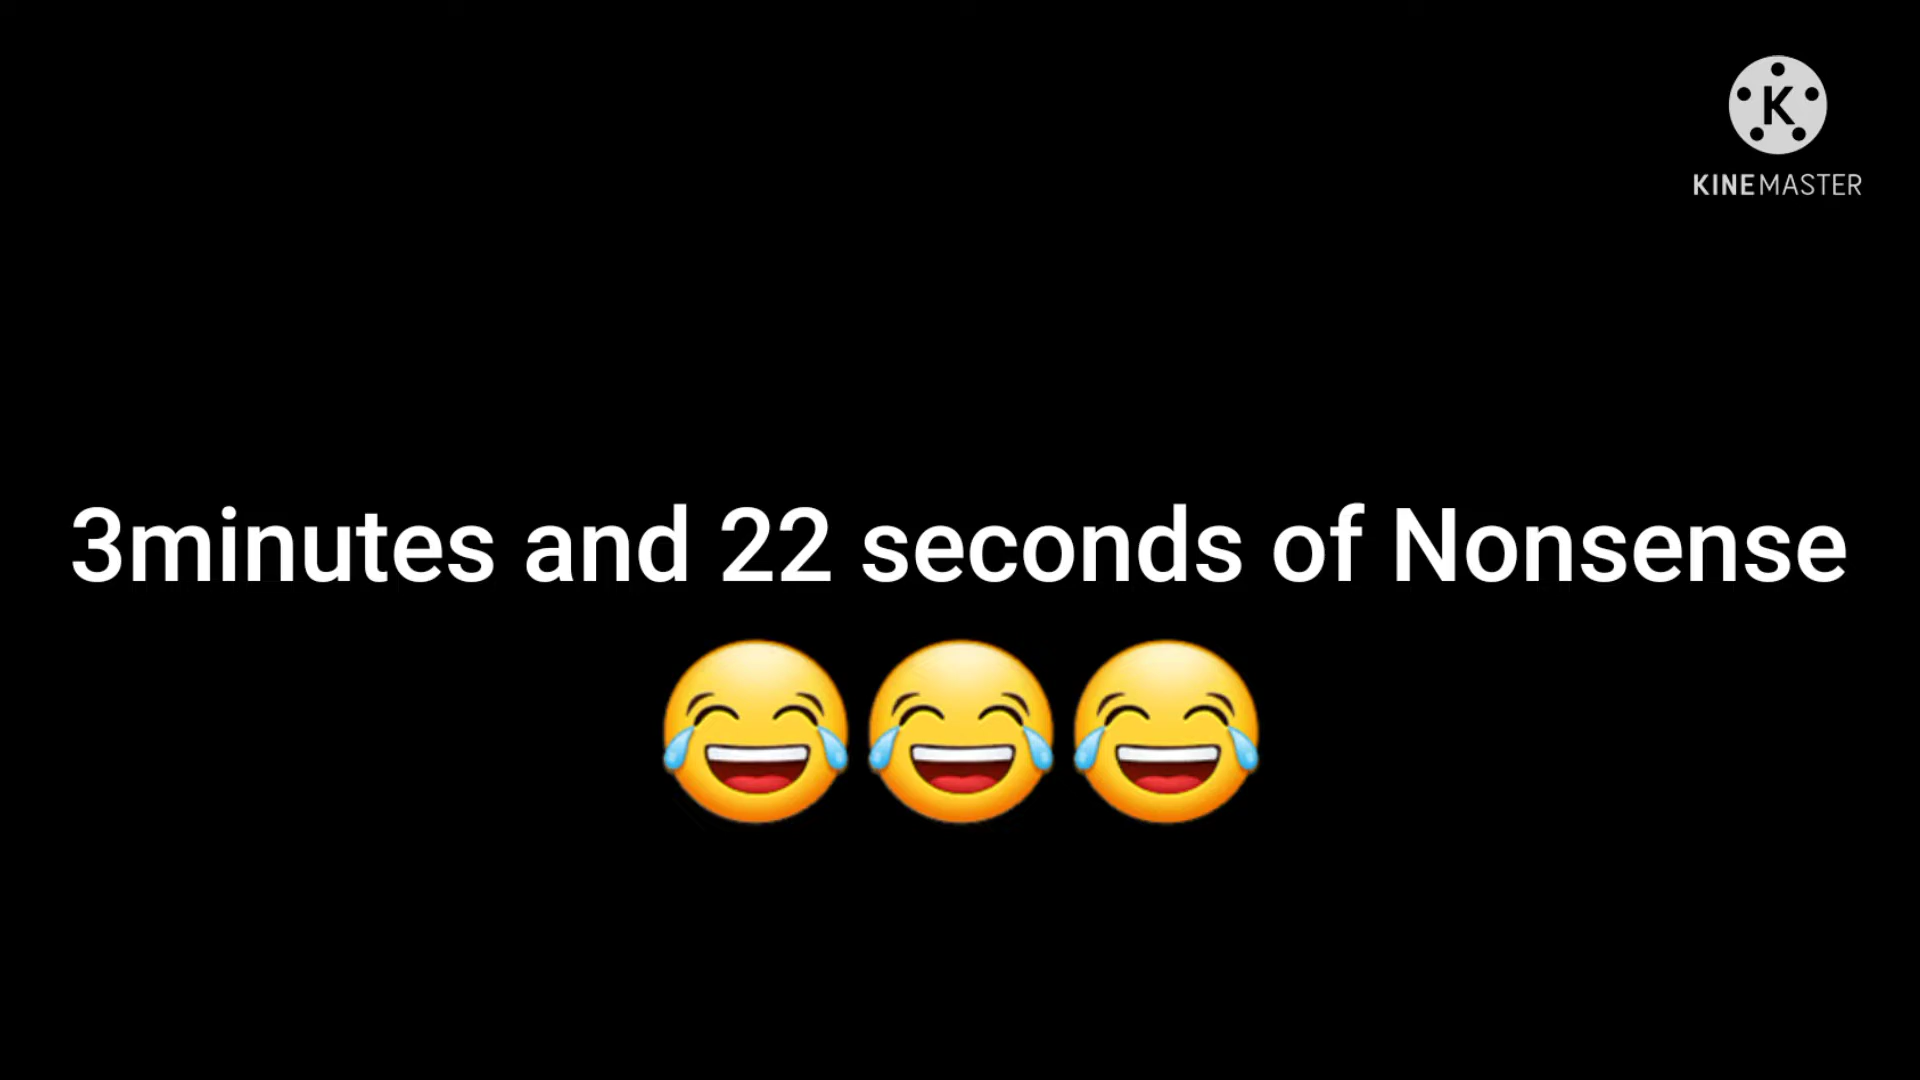 K
KINEMASTER
3minutes and 22 seconds of Nonsense
😂😂😂